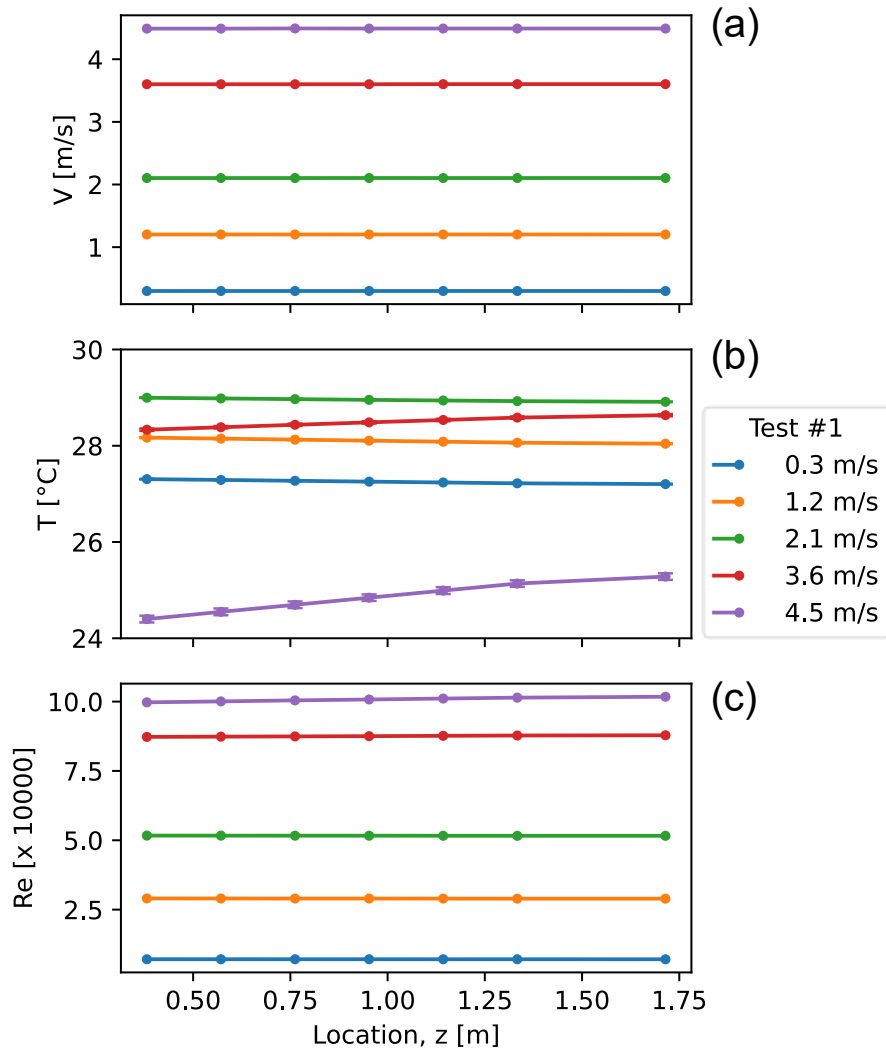 (a)
V [m/s]
4
3
2
1
(b)
T [°C]
30
28
26
24
Test #1
0.3 m/s
1.2 m/s
2.1 m/s
3.6 m/s
4.5 m/s
(c)
Re [x 10000]
10.0
7.5
5.0
2.5
0.50 0.75 1.00 1.25 1.50 1.75
Location, z [m]